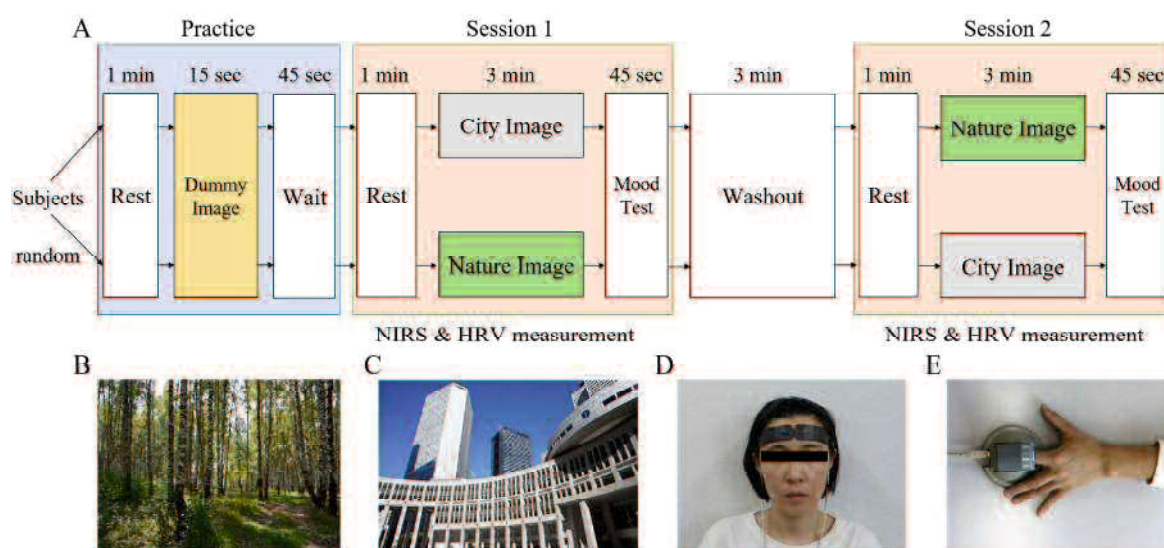 A
Practice
Session 1
Session 2
1 min
15 sec
45 sec
1 min
3 min
45 sec
3 min
1 min
3 min
45 sec
Subjects
random
Rest
Dummy
Image
Wait
Rest
City Image
Nature Image
Mood
Test
Washout
Rest
Nature Image
City Image
Mood
Test
NIRS & HRV measurement
NIRS & HRV measurement
B
C
D
E